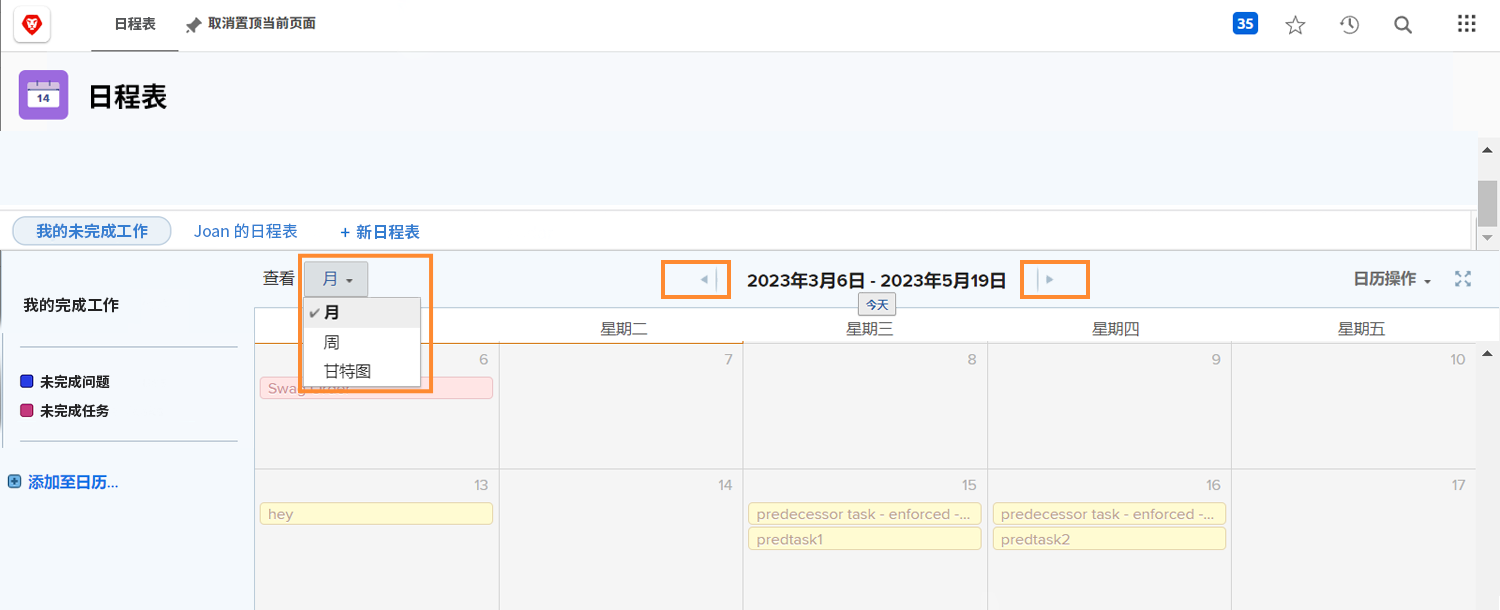 日程表
取消置顶当前页面
35
14
日程表
我的未完成工作
Joan 的日程表
+ 新日程表
查看
月
2023年3月6日 - 2023年5月19日
日历操作
今天
月
周
甘特图
星期二
星期三
星期四
星期五
我的完成工作
未完成问题
未完成任务
添加至日历...
6
7
8
9
10
13
14
15
16
17
hey
predecessor task - enforced -...
predecessor task - enforced -...
predtask1
predtask2